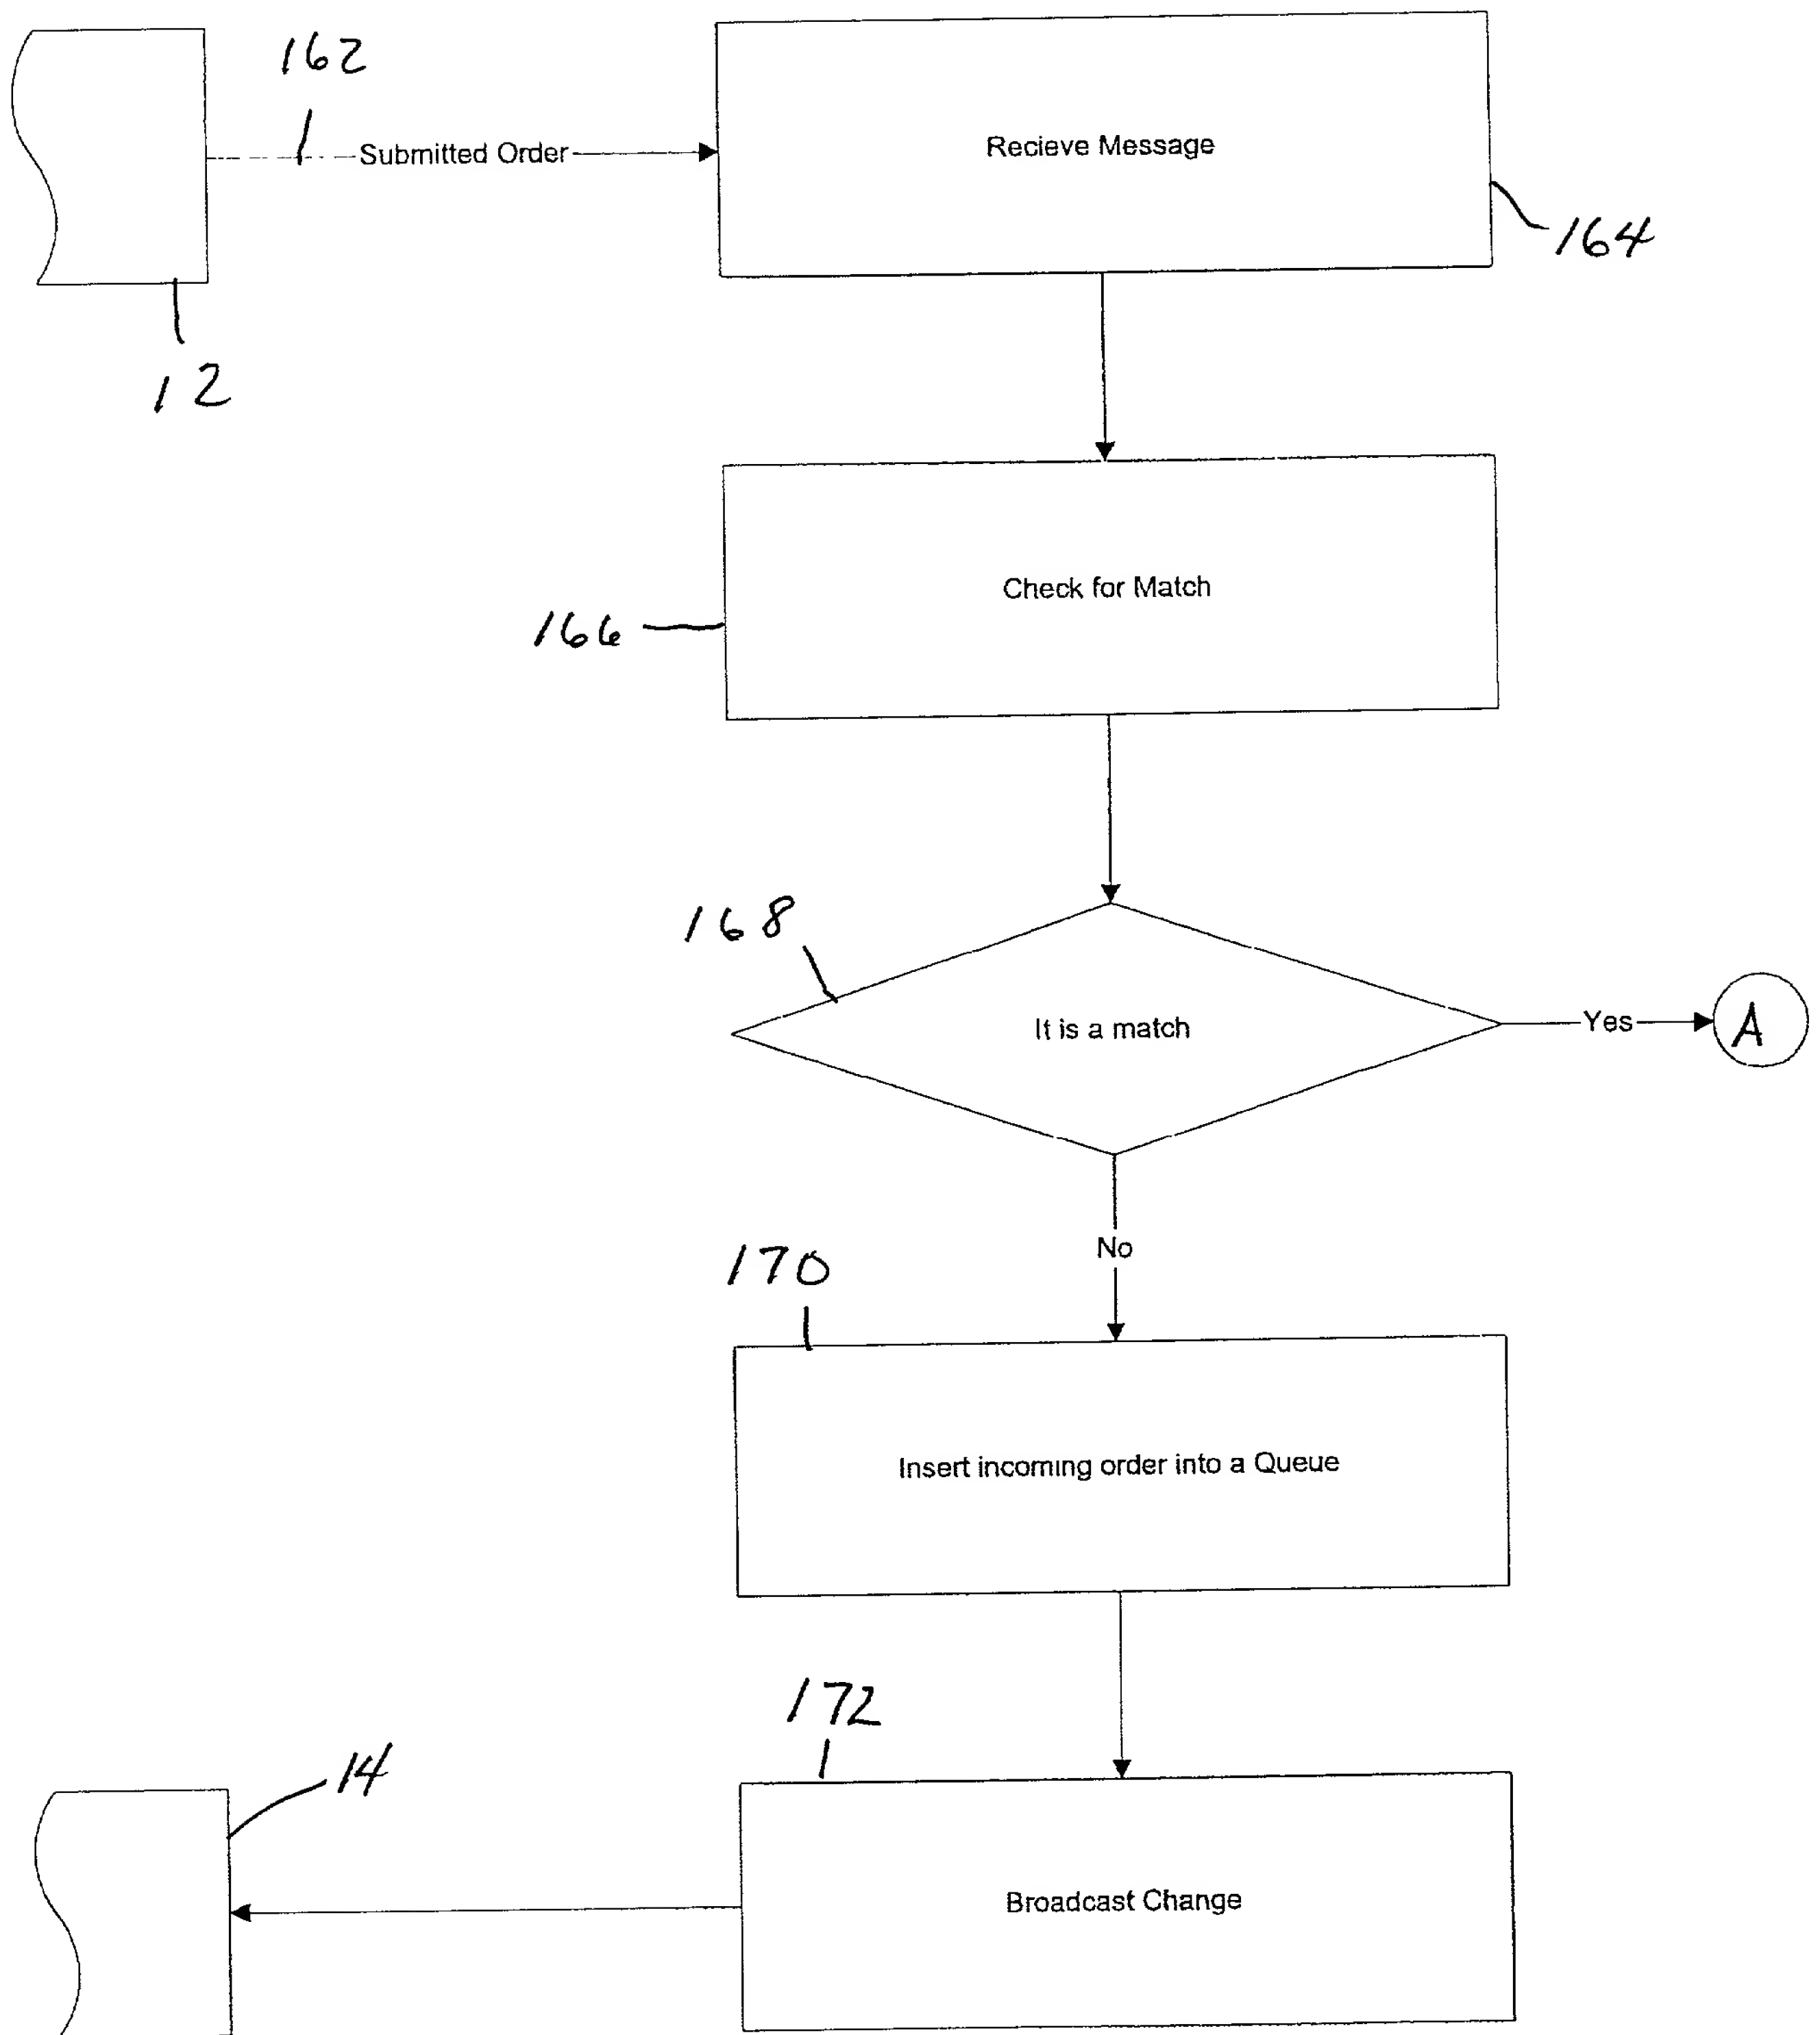 162
Submitted Order
Recieve Message
164
12
Check for Match
166
168
It is a match
Yes
A
No
170
Insert incoming order into a Queue
172
14
Broadcast Change